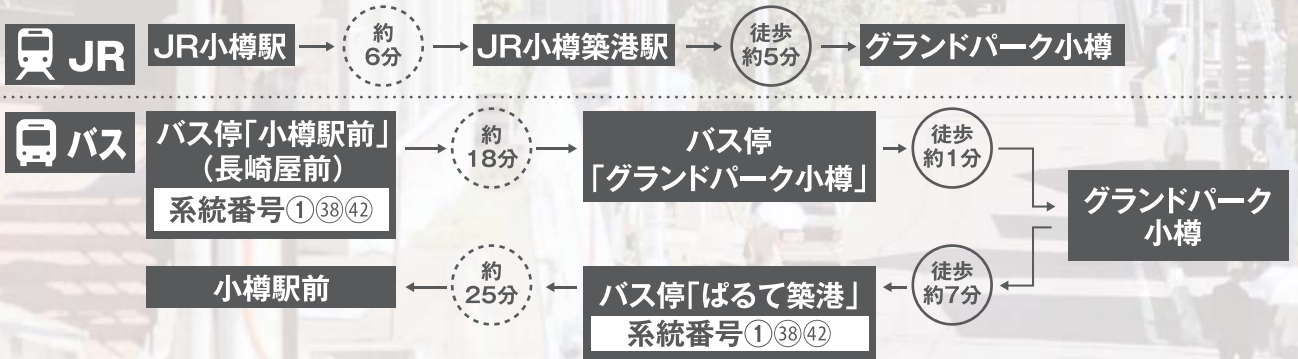 JR
JR小樽駅
約
6分
JR小樽築港駅
徒歩
約5分
グランドパーク小樽
バス
バス停「小樽駅前」
(長崎屋前)
系統番号①㊳㊷
約
18分
バス停
「グランドパーク小樽」
徒歩
約1分
グランドパーク
小樽
徒歩
約7分
バス停「ぱるて築港」
系統番号①㊳㊷
約
25分
小樽駅前